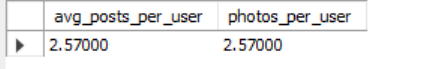 avg_posts_per_user photos_per_user
2.57000 2.57000